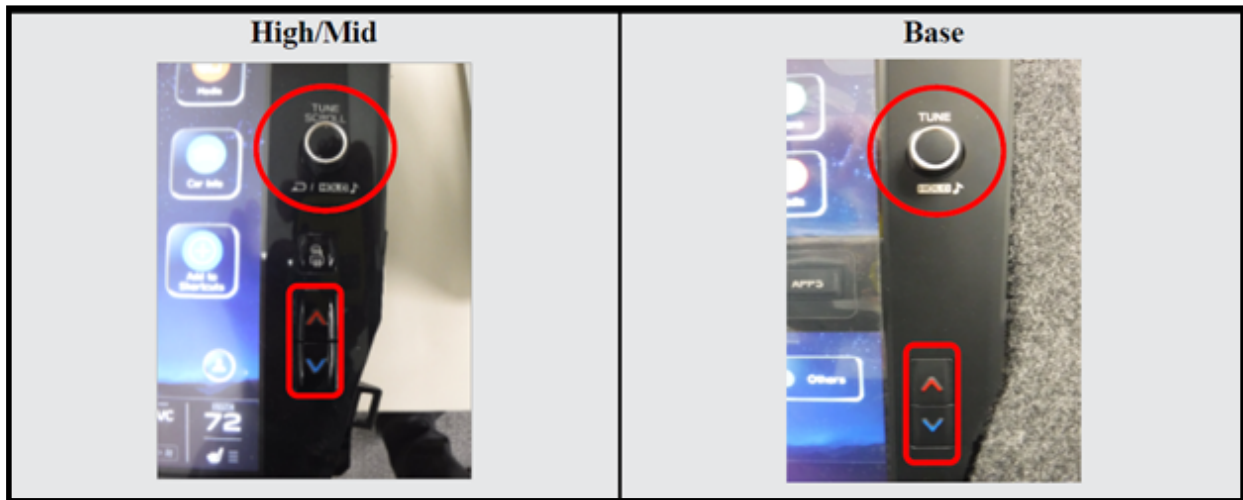 High/Mid
Base
Media
Car Info
Add to
Shortcuts
72
TUNE
SCROLL
TUNE
APPS
Others